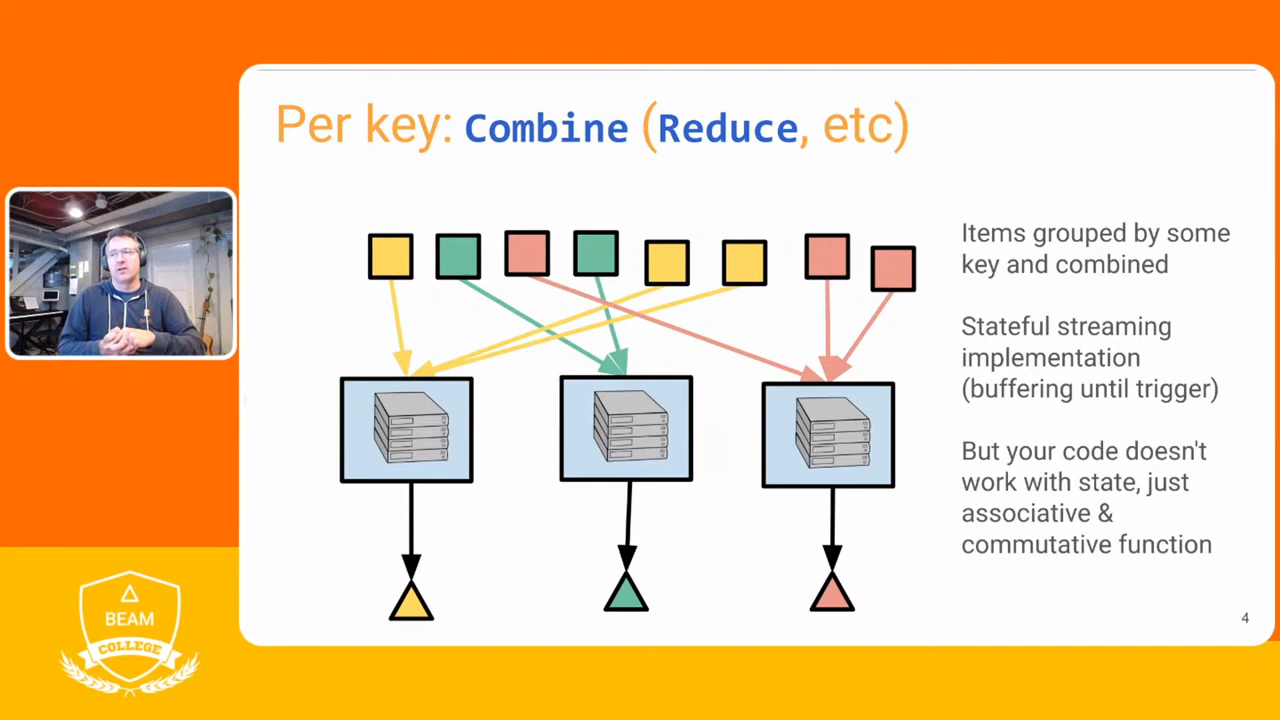 Per key: Combine (Reduce, etc)
Items grouped by some
key and combined
Stateful streaming
implementation
(buffering until trigger)
But your code doesn't
work with state, just
associative &
commutative function
4
BEAM
COLLEGE